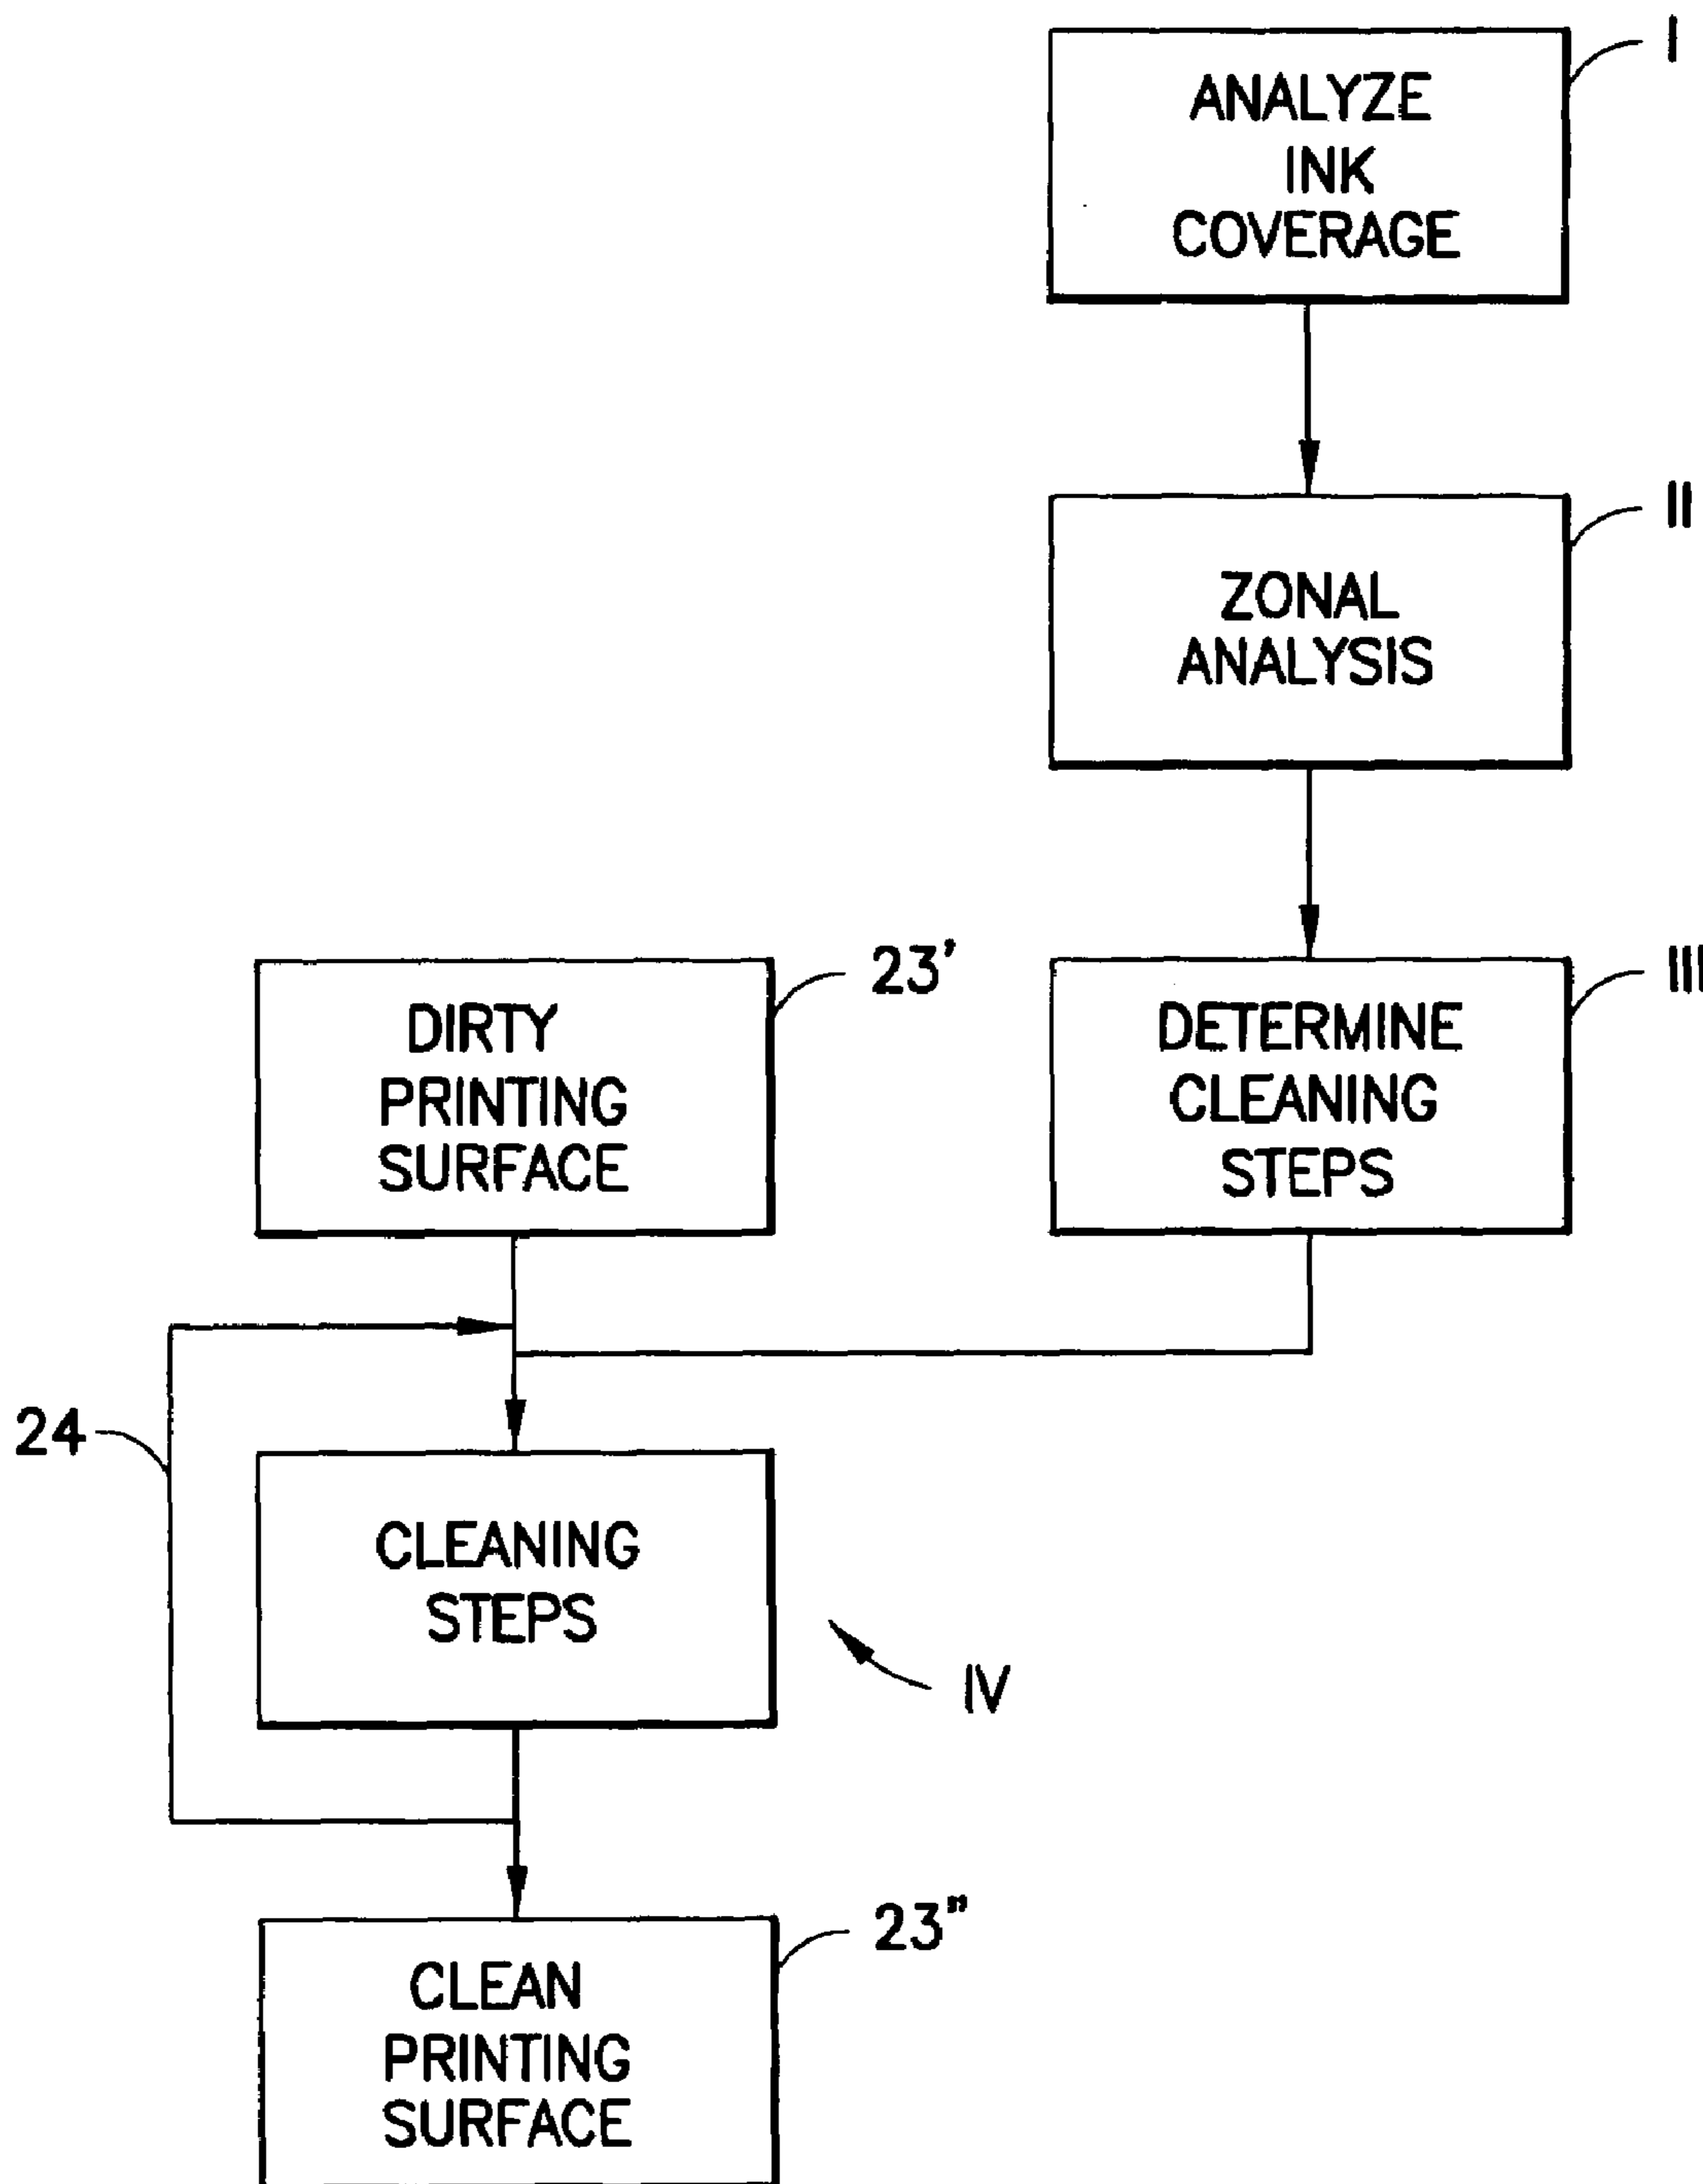 I
ANALYZE
INK
COVERAGE
II
ZONAL
ANALYSIS
23'
III
DIRTY
PRINTING
SURFACE
DETERMINE
CLEANING
STEPS
24
CLEANING
STEPS
IV
23"
CLEAN
PRINTING
SURFACE